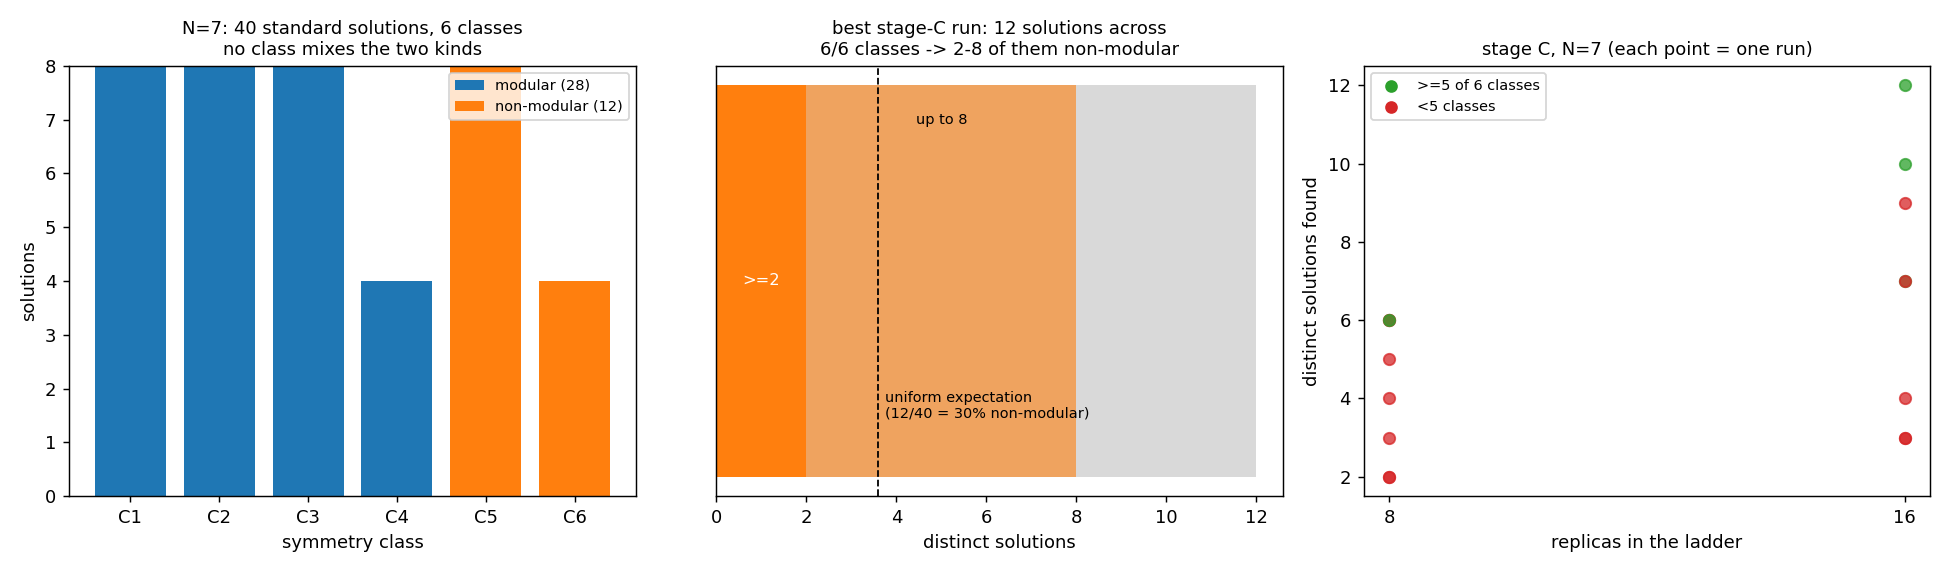 N=7: 40 standard solutions, 6 classes
no class mixes the two kinds
8
7
6
5
4
3
2
1
0
solutions
modular (28)
non-modular (12)
C1 C2 C3 C4 C5 C6
symmetry class
best stage-C run: 12 solutions across
6/6 classes -> 2-8 of them non-modular
up to 8
>=2
uniform expectation
(12/40 = 30% non-modular)
0 2 4 6 8 10 12
distinct solutions
stage C, N=7 (each point = one run)
>=5 of 6 classes
<5 classes
12
10
8
6
4
2
distinct solutions found
8 16
replicas in the ladder